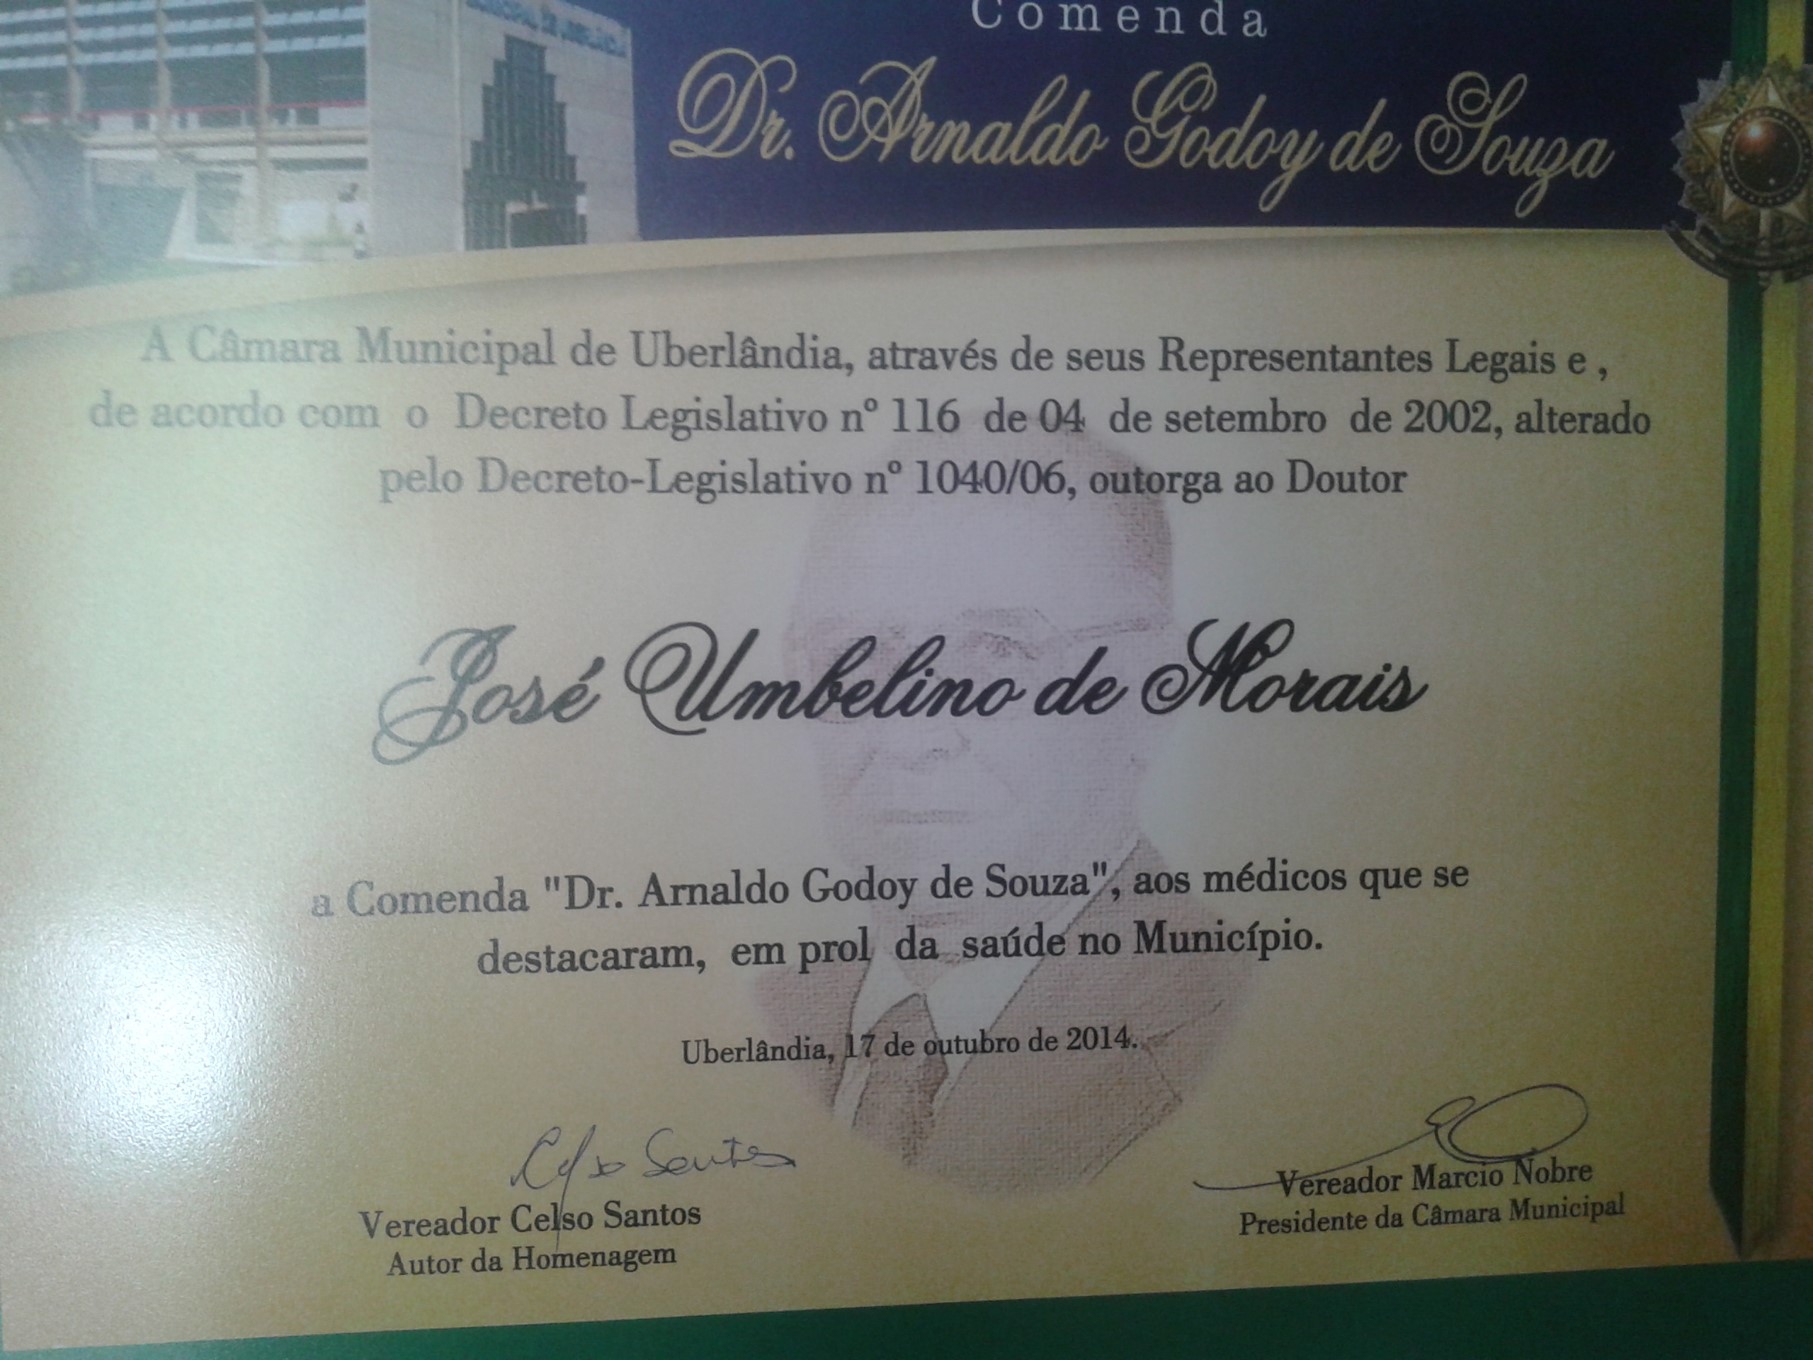 Comenda
Dr. Arnaldo Godoy de Souza
A Câmara Municipal de Uberlândia, através de seus Representantes Legais e ,
de acordo com o Decreto Legislativo nº 116 de 04 de setembro de 2002, alterado
pelo Decreto-Legislativo nº 1040/06, outorga ao Doutor
José Umbelino de Morais
a Comenda "Dr. Arnaldo Godoy de Souza", aos médicos que se
destacaram, em prol da saúde no Município.
Uberlândia, 17 de outubro de 2014.
Celso Santos
Vereador Celso Santos
Autor da Homenagem
Vereador Marcio Nobre
Presidente da Câmara Municipal